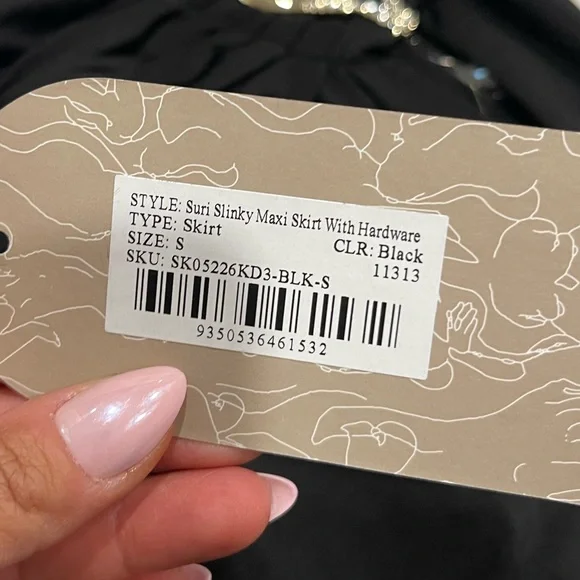 STYLE: Suri Slinky Maxi Skirt With Hardware
TYPE: Skirt
SIZE: S CLR: Black
SKU: SK05226KD3-BLK-S 11313
9350536461532